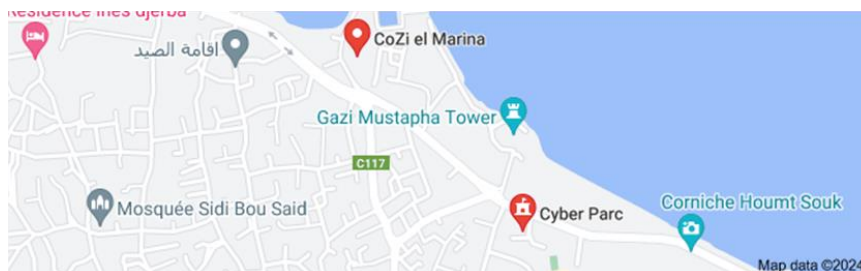 Résidence Ines djerba
CoZi el Marina
اقامة الصيد
Gazi Mustapha Tower
C117
Mosquée Sidi Bou Said
Cyber Parc
Corniche Houmt Souk
Map data ©2024